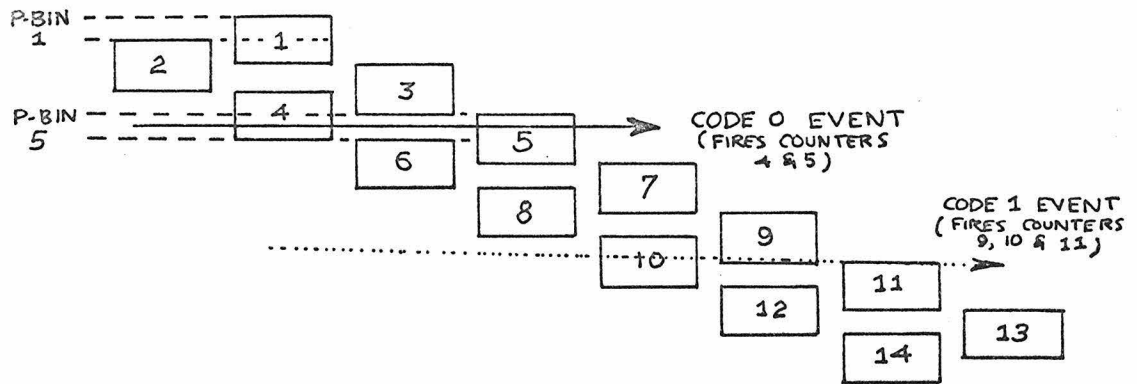 P-BIN
1
1
2
3
4
P-BIN
5
5
6
CODE 0 EVENT
(FIRES COUNTERS
4 & 5)
7
8
9
10
CODE 1 EVENT
(FIRES COUNTERS
9, 10 & 11)
11
12
13
14